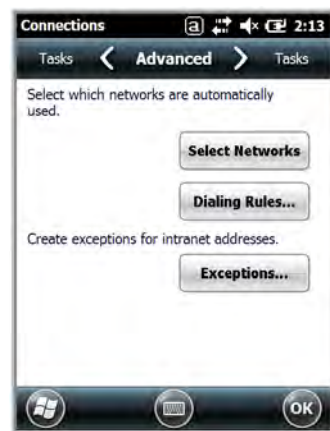 Connections a 2:13
Tasks Advanced Tasks
Select which networks are automatically
used.
Select Networks
Dialing Rules...
Create exceptions for intranet addresses.
Exceptions...
OK